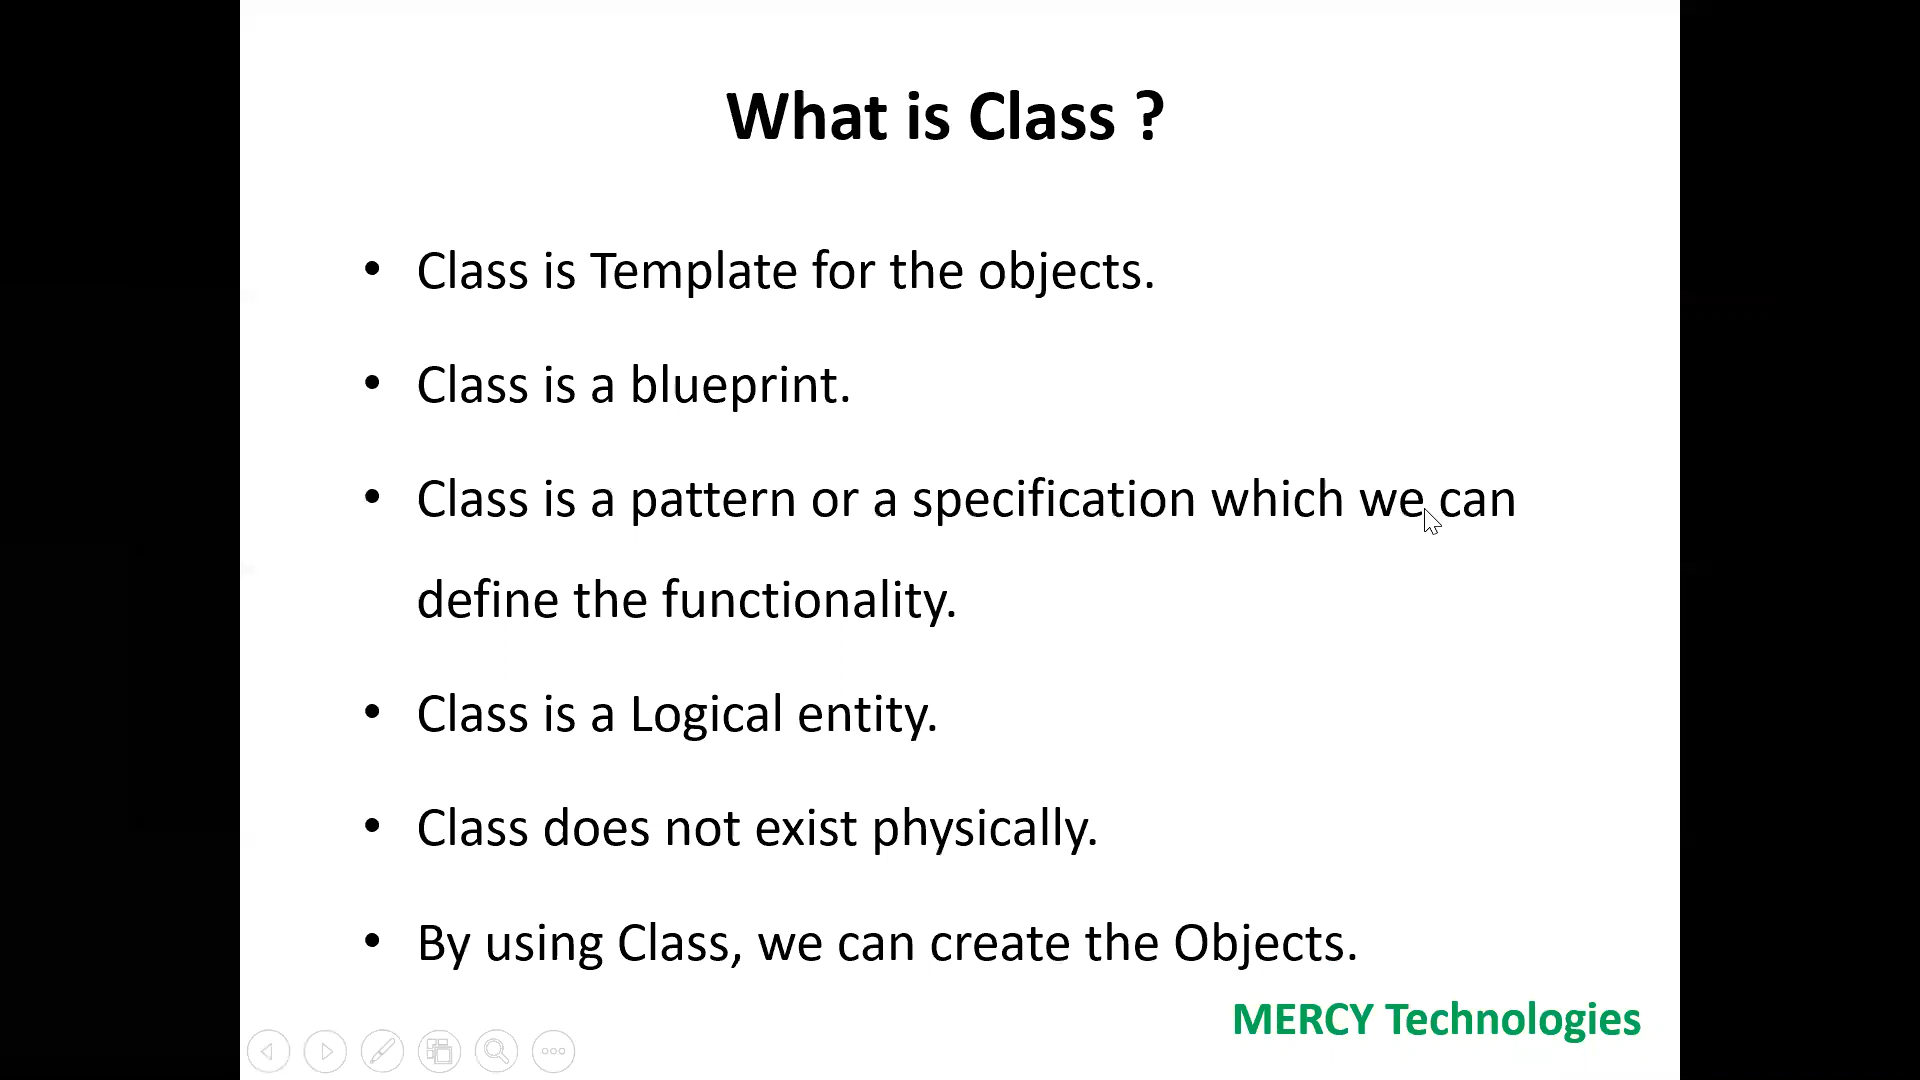 What is Class ?
• Class is Template for the objects.
• Class is a blueprint.
• Class is a pattern or a specification which we can
define the functionality.
• Class is a Logical entity.
• Class does not exist physically.
• By using Class, we can create the Objects.
MERCY Technologies